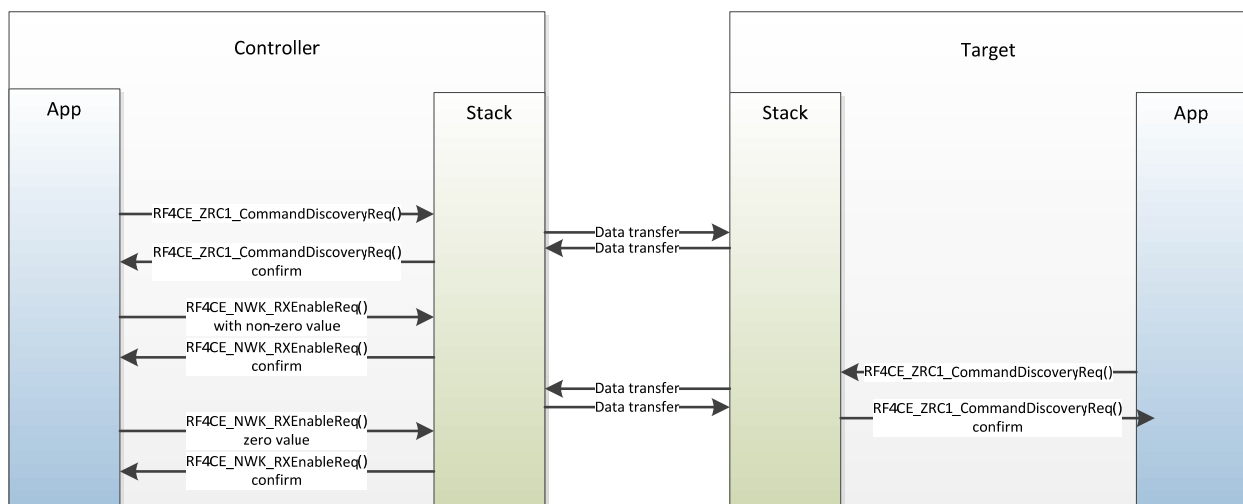 Controller
Target
App
Stack
Stack
App
RF4CE_ZRC1_CommandDiscoveryReq()
Data transfer
Data transfer
RF4CE_ZRC1_CommandDiscoveryReq()
confirm
RF4CE_NWK_RXEnableReq()
with non-zero value
RF4CE_NWK_RXEnableReq()
confirm
RF4CE_ZRC1_CommandDiscoveryReq()
Data transfer
Data transfer
RF4CE_ZRC1_CommandDiscoveryReq()
confirm
RF4CE_NWK_RXEnableReq()
zero value
RF4CE_NWK_RXEnableReq()
confirm